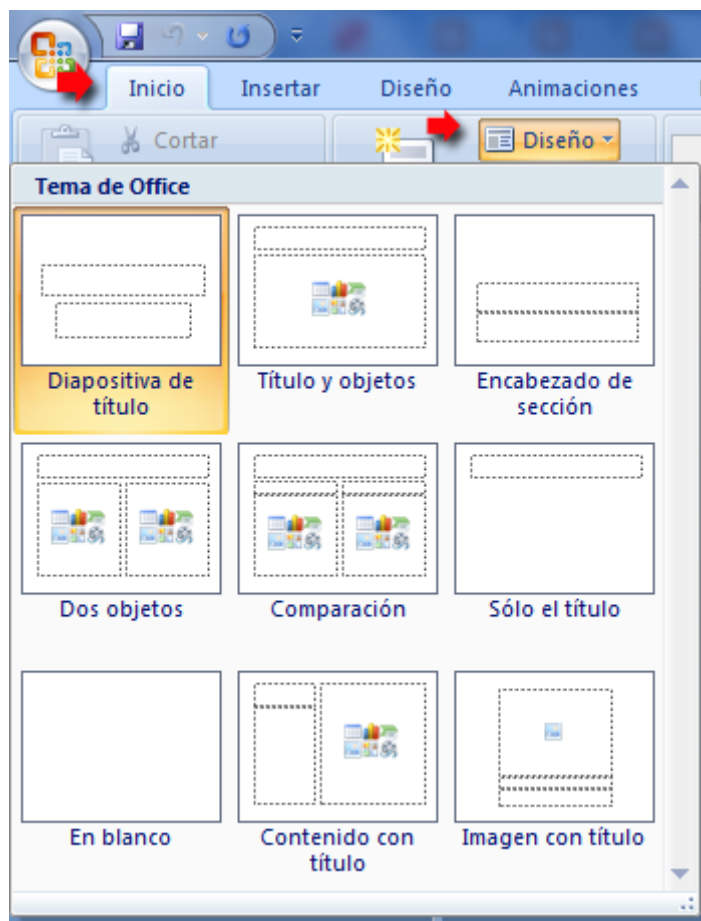 Inicio Insertar Diseño Animaciones
Cortar Diseño
Tema de Office
Diapositiva de título
Título y objetos
Encabezado de sección
Dos objetos
Comparación
Sólo el título
En blanco
Contenido con título
Imagen con título